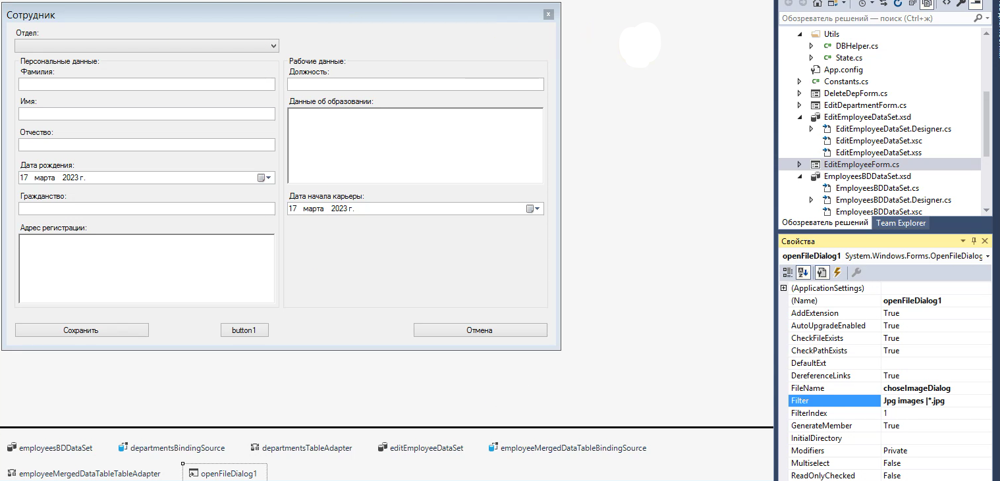 Сотрудник
Отдел:
Персональные данные:
Фамилия:
Имя:
Отчество:
Дата рождения:
17 марта 2023 г.
Гражданство:
Адрес регистрации:
Рабочие данные:
Должность:
Данные об образовании:
Дата начала карьеры:
17 марта 2023 г.
Сохранить
button1
Отмена
employeesBDDataSet
departmentsBindingSource
departmentsTableAdapter
editEmployeeDataSet
employeeMergedDataTableBindingSource
employeeMergedDataTableTableAdapter
openFileDialog1
Обозреватель решений — поиск (Ctrl+ж)
Utils
C# DBHelper.cs
C# State.cs
App.config
C# Constants.cs
DeleteDepForm.cs
EditDepartmentForm.cs
EditEmployeeDataSet.xsd
EditEmployeeDataSet.Designer.cs
EditEmployeeDataSet.xsc
EditEmployeeDataSet.xss
EditEmployeeForm.cs
EmployeesBDDataSet.xsd
EmployeesBDDataSet.cs
EmployeesBDDataSet.Designer.cs
EmployeesBDDataSet.xsc
Обозреватель решений Team Explorer
Свойства
openFileDialog1 System.Windows.Forms.OpenFileDialog
(ApplicationSettings)
(Name) openFileDialog1
AddExtension True
AutoUpgradeEnabled True
CheckFileExists True
CheckPathExists True
DefaultExt
DereferenceLinks True
FileName choseImageDialog
Filter Jpg images |*.jpg
FilterIndex 1
GenerateMember True
InitialDirectory
Modifiers Private
Multiselect False
ReadOnlyChecked False